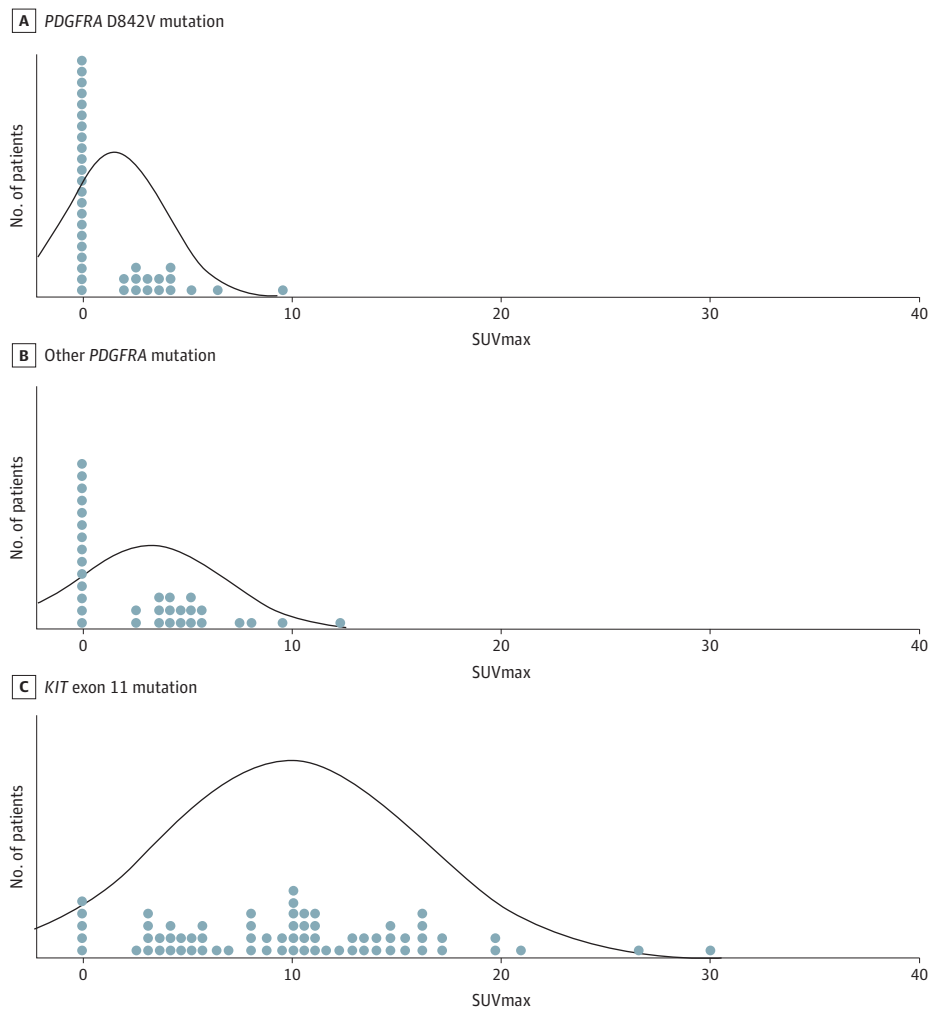 A PDGFRA D842V mutation
No. of patients
0 10 20 30 40
SUVmax
B Other PDGFRA mutation
No. of patients
0 10 20 30 40
SUVmax
C KIT exon 11 mutation
No. of patients
0 10 20 30 40
SUVmax